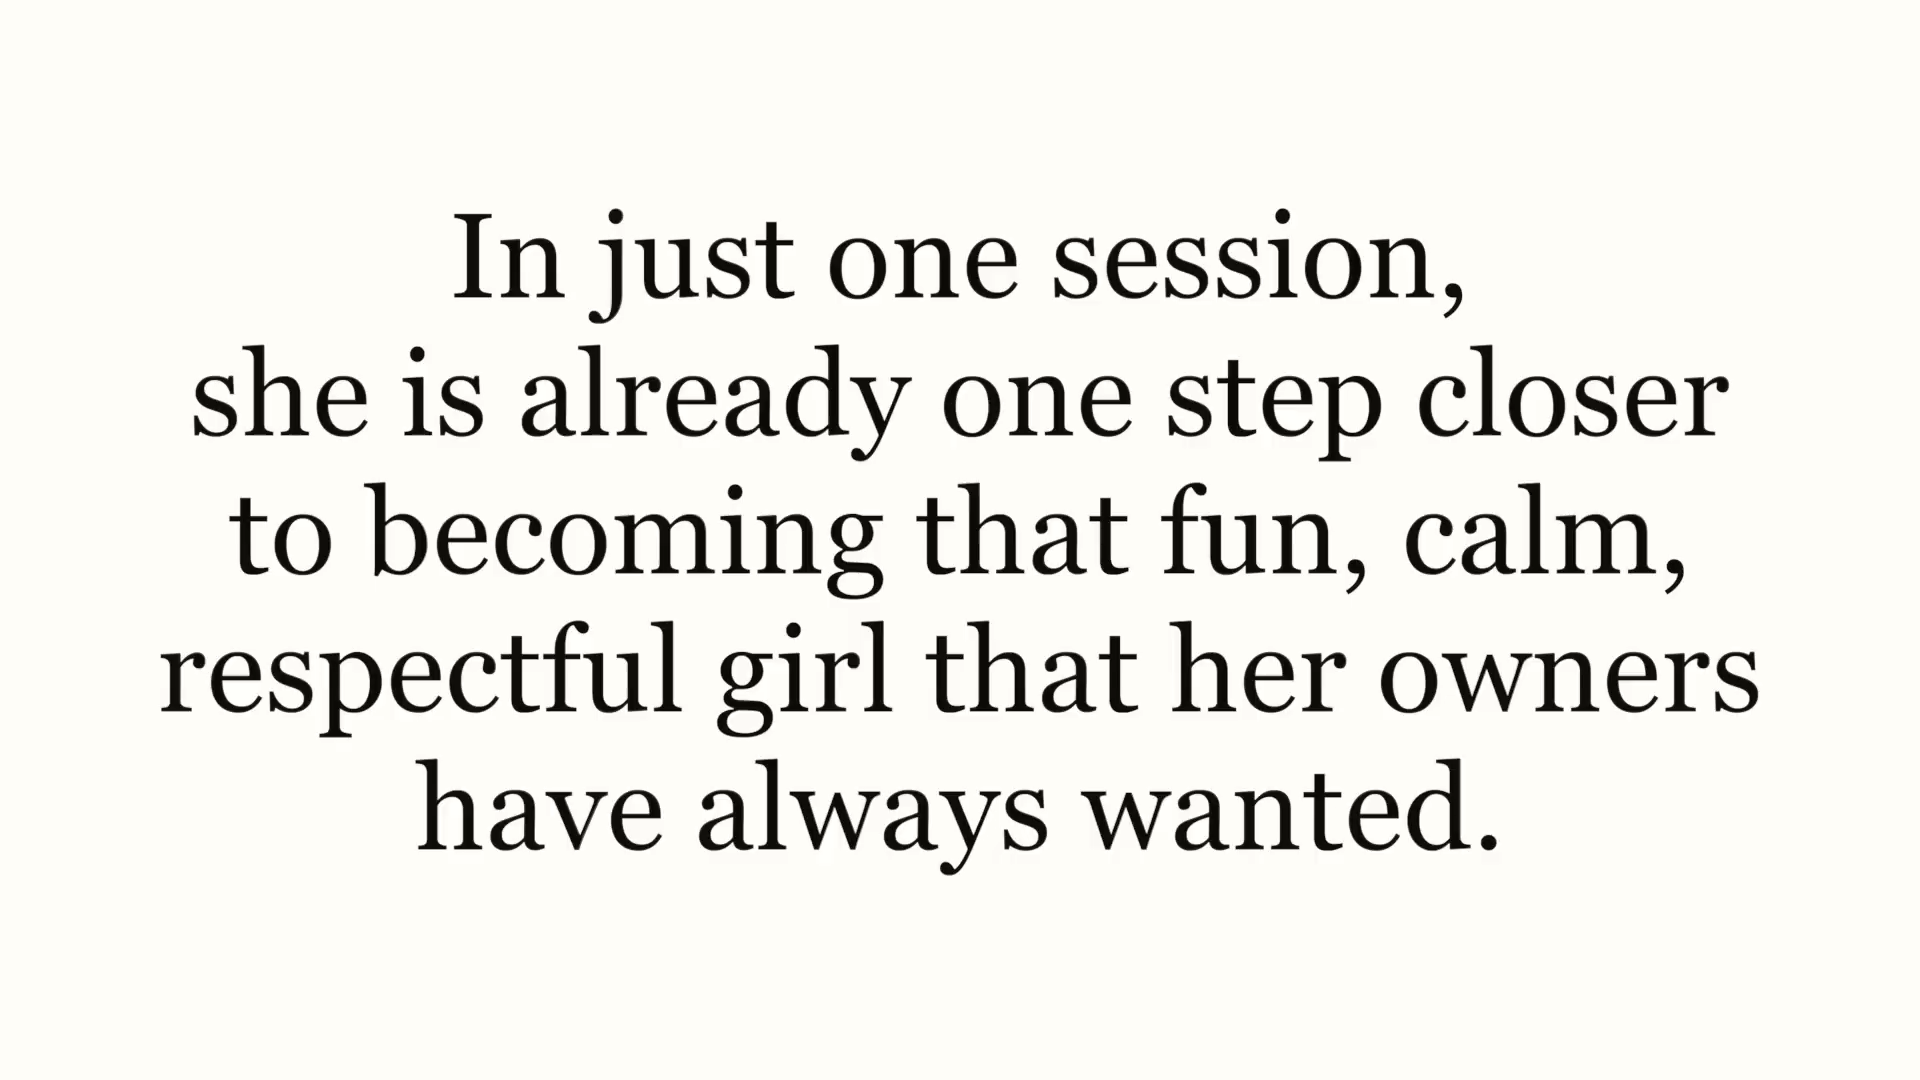 In just one session,
she is already one step closer
to becoming that fun, calm,
respectful girl that her owners
have always wanted.